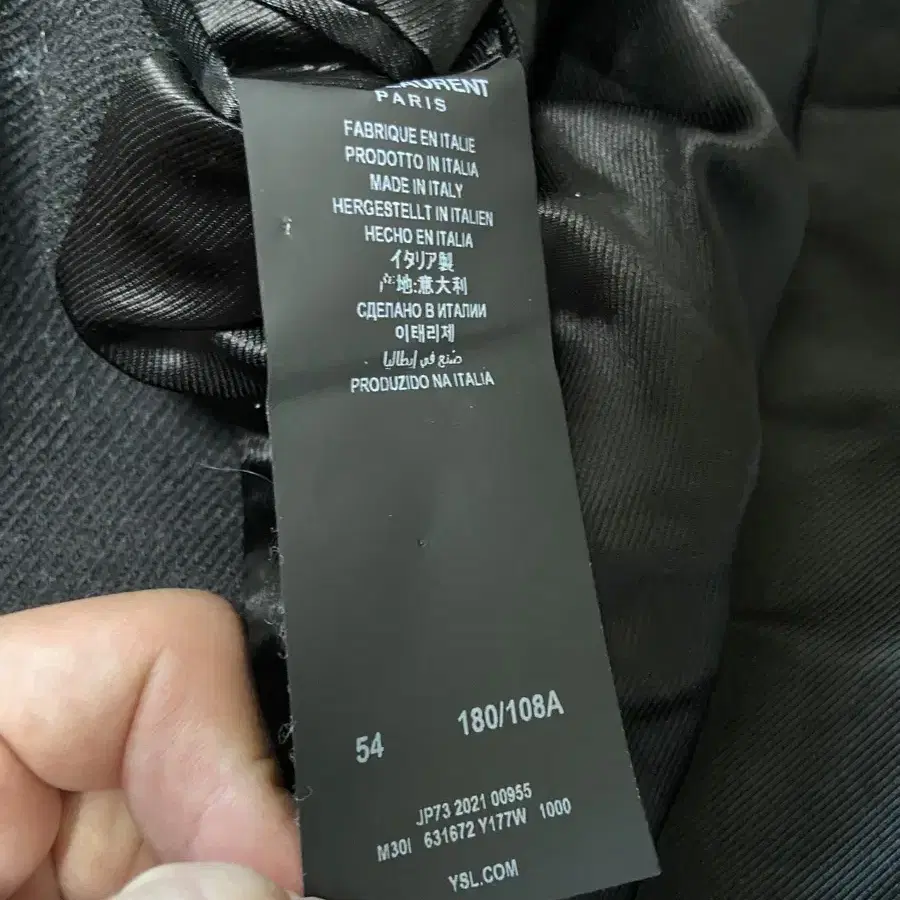 LAURENT
PARIS
FABRIQUE EN ITALIE
PRODOTTO IN ITALIA
MADE IN ITALY
HERGESTELLT IN ITALIEN
HECHO EN ITALIA
イタリア製
产地:意大利
СДЕЛАНО В ИТАЛИИ
이태리제
صنع في إيطاليا
PRODUZIDO NA ITALIA
54 180/108A
JP73 2021 00955
M30I 631672 Y177W 1000
YSL.COM